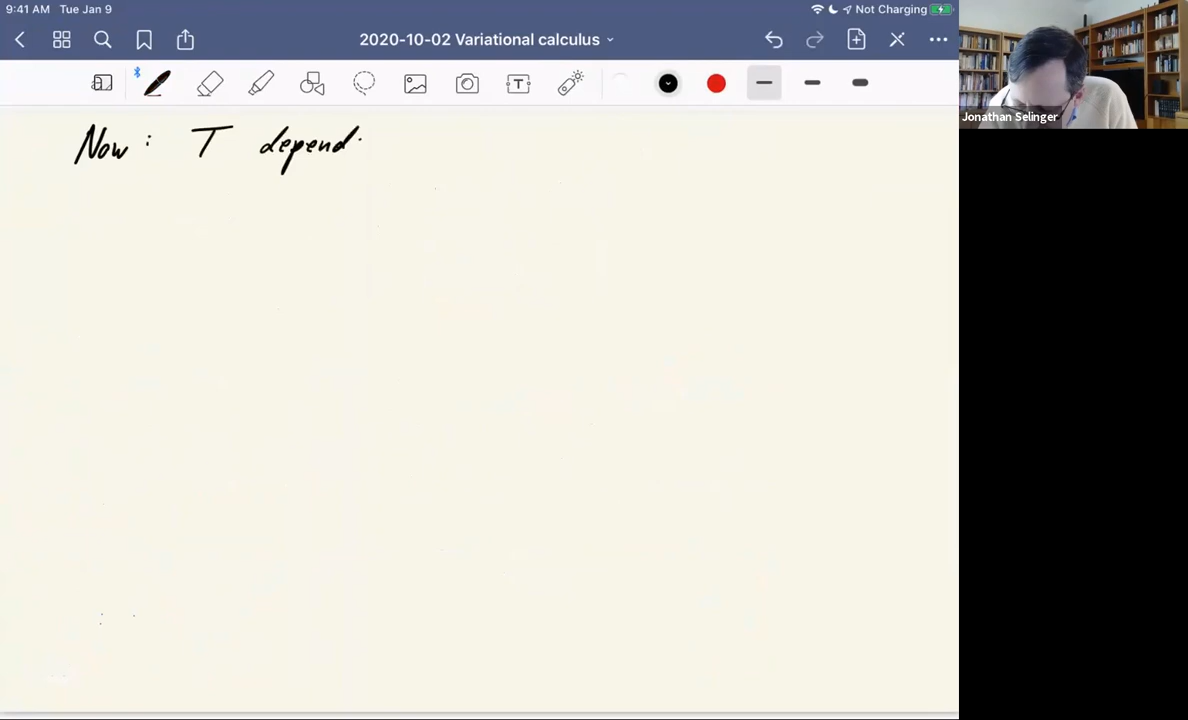 9:41 AM Tue Jan 9
Not Charging
2020-10-02 Variational calculus
T
Jonathan Selinger
Now: T depend